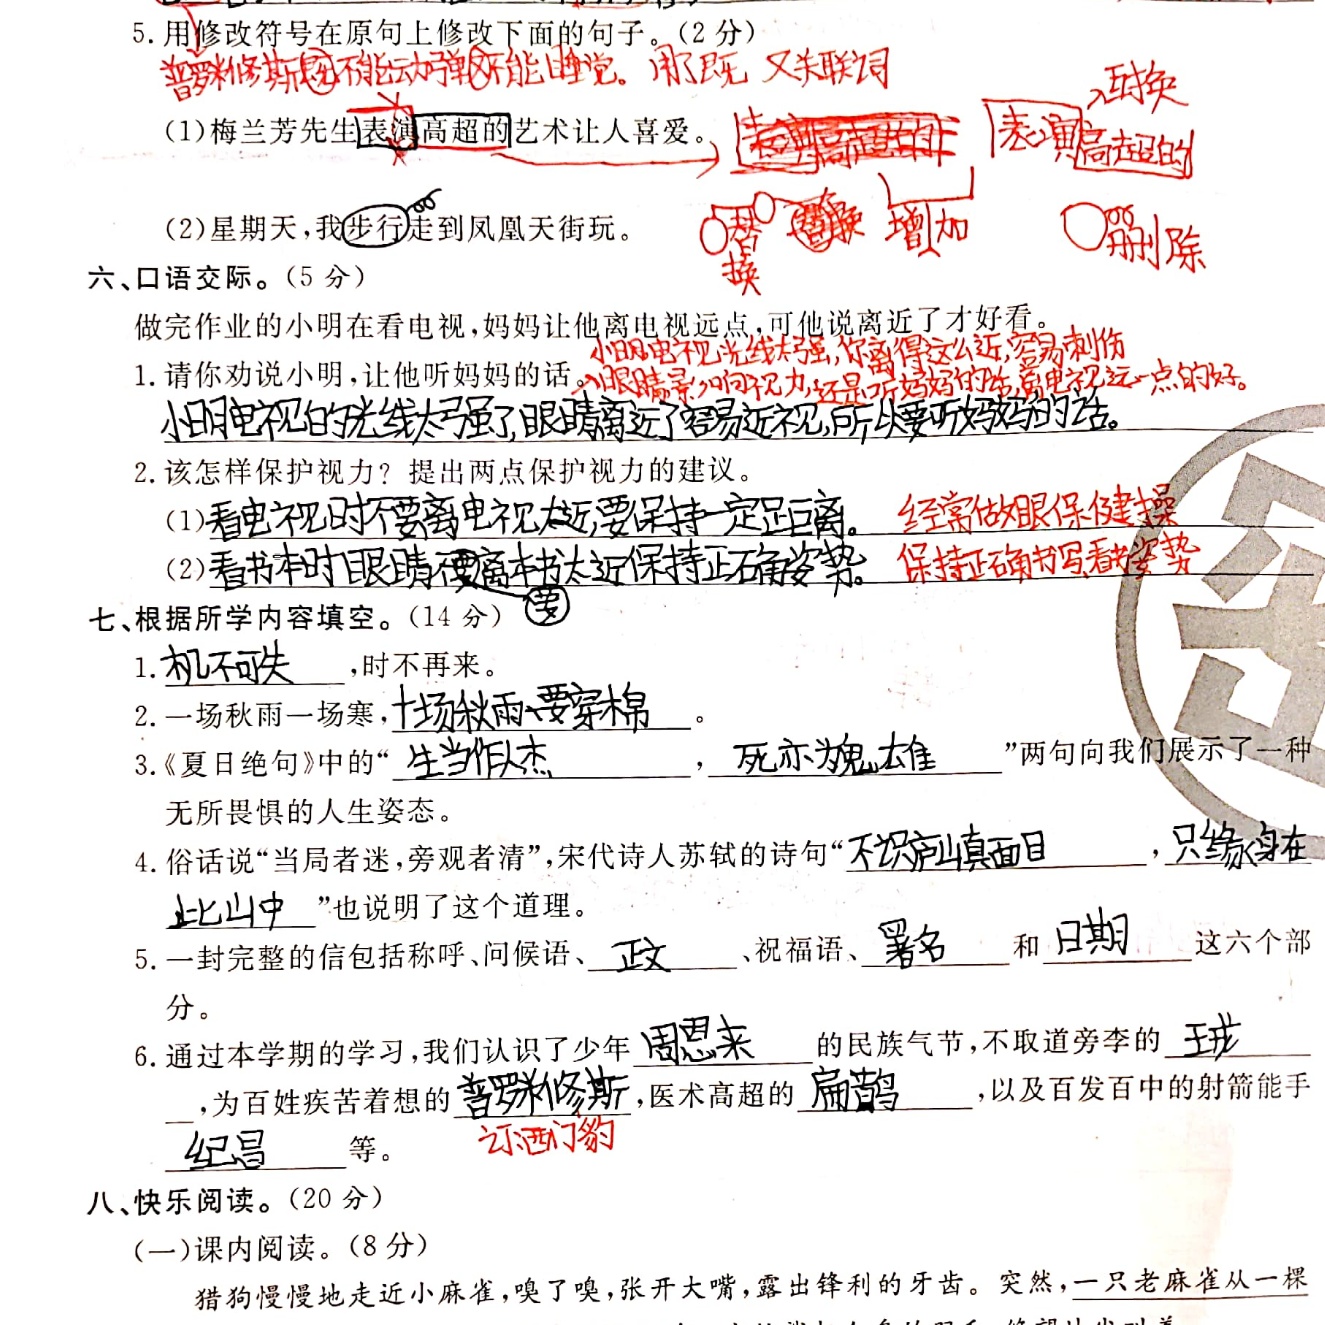 5.用修改符号在原句上修改下面的句子。(2分)
普罗米修斯既不能运动弹又不能睡觉。用了既 又关联词
(1)梅兰芳先生表演高超的艺术让人喜爱。
表演高超的
互换
(2)星期天,我步行走到凤凰天街玩。
替换
增加
删除
六、口语交际。(5分)
做完作业的小明在看电视,妈妈让他离电视远点,可他说离近了才好看。
小明电视光线太强,你离得这么近,容易刺伤
1.请你劝说小明,让他听妈妈的话。
眼睛影响视力,还是听妈妈的话,离电视远一点的好。
小明电视的光线太强了,眼睛离近了容易近视,所以要听妈妈的话。
2.该怎样保护视力?提出两点保护视力的建议。
(1)看电视时不要离电视太近,要保持一定足巨离。 经常做眼保健操
(2)看书本时眼睛不要离本书太近保持正确姿势。 保持正确书写看书姿势
要
七、根据所学内容填空。(14分)
1.机不可失,时不再来。
2.一场秋雨一场寒,十场秋雨要穿棉。
3.《夏日绝句》中的“生当作人杰,死亦为鬼雄”两句向我们展示了一种
无所畏惧的人生姿态。
4.俗话说“当局者迷,旁观者清”,宋代诗人苏轼的诗句“不识庐山真面目,只缘身在
此山中”也说明了这个道理。
5.一封完整的信包括称呼、问候语、正文、祝福语、署名和日期这六个部
分。
6.通过本学期的学习,我们认识了少年周恩来的民族气节,不取道旁李的王戎
,为百姓疾苦着想的普罗米修斯,医术高超的扁鹊,以及百发百中的射箭能手
纪昌等。
订:西门豹
八、快乐阅读。(20分)
(一)课内阅读。(8分)
猎狗慢慢地走近小麻雀,嗅了嗅,张开大嘴,露出锋利的牙齿。突然,一只老麻雀从一棵